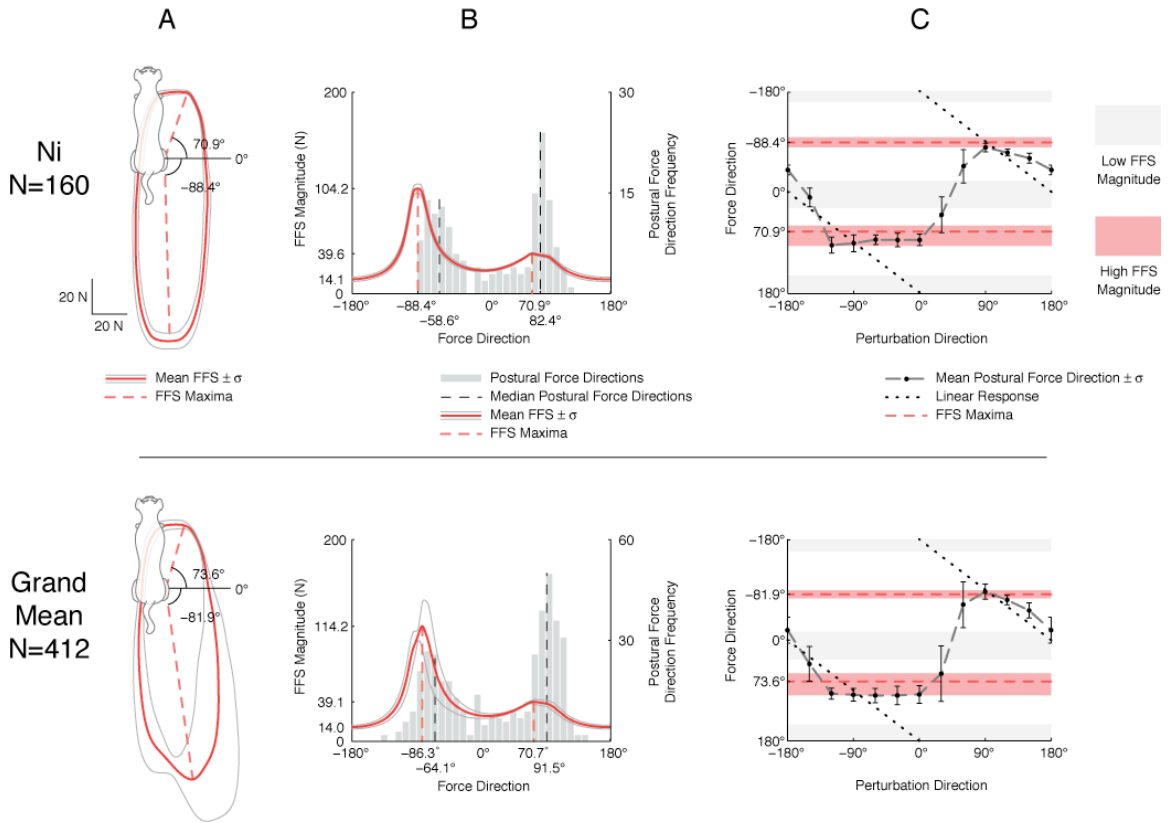 A
B
C
Ni
N=160
70.9°
0°
−88.4°
20 N
20 N
Mean FFS ± σ
FFS Maxima
FFS Magnitude (N)
200
104.2
39.6
14.1
0
30
15
0
Postural Force
Direction Frequency
−180°
−88.4°
0°
70.9°
180°
−58.6°
82.4°
Force Direction
Postural Force Directions
Median Postural Force Directions
Mean FFS ± σ
FFS Maxima
Force Direction
−180°
−88.4°
0
70.9°
180°
−180°
−90°
0°
90°
180°
Perturbation Direction
Mean Postural Force Direction ± σ
Linear Response
FFS Maxima
Low FFS
Magnitude
High FFS
Magnitude
Grand
Mean
N=412
73.6°
0°
−81.9°
FFS Magnitude (N)
200
114.2
39.1
14.0
0
60
30
0
Postural Force
Direction Frequency
−180°
−86.3°
0°
70.7°
180°
−64.1°
91.5°
Force Direction
Force Direction
−180°
−81.9°
0
73.6°
180°
−180°
−90°
0°
90°
180°
Perturbation Direction